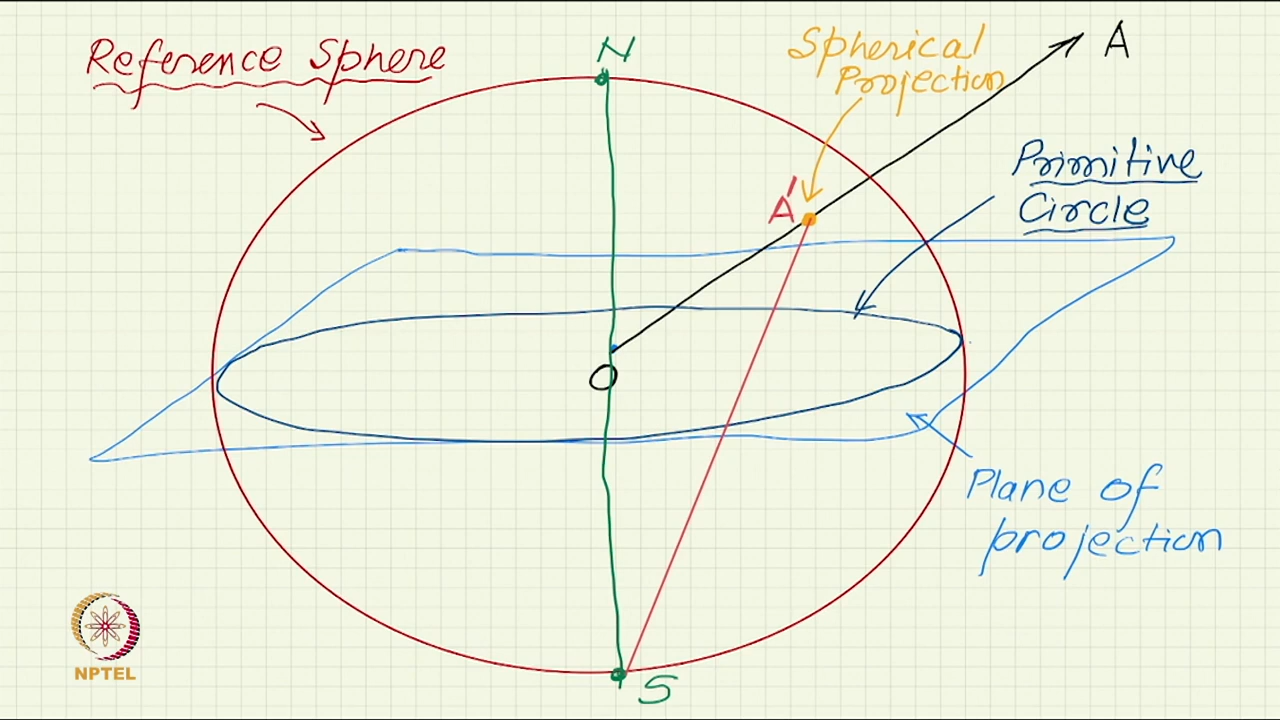 Reference Sphere
N
Spherical
Projection
A
Primitive
Circle
A'
O
Plane of
projection
S
NPTEL